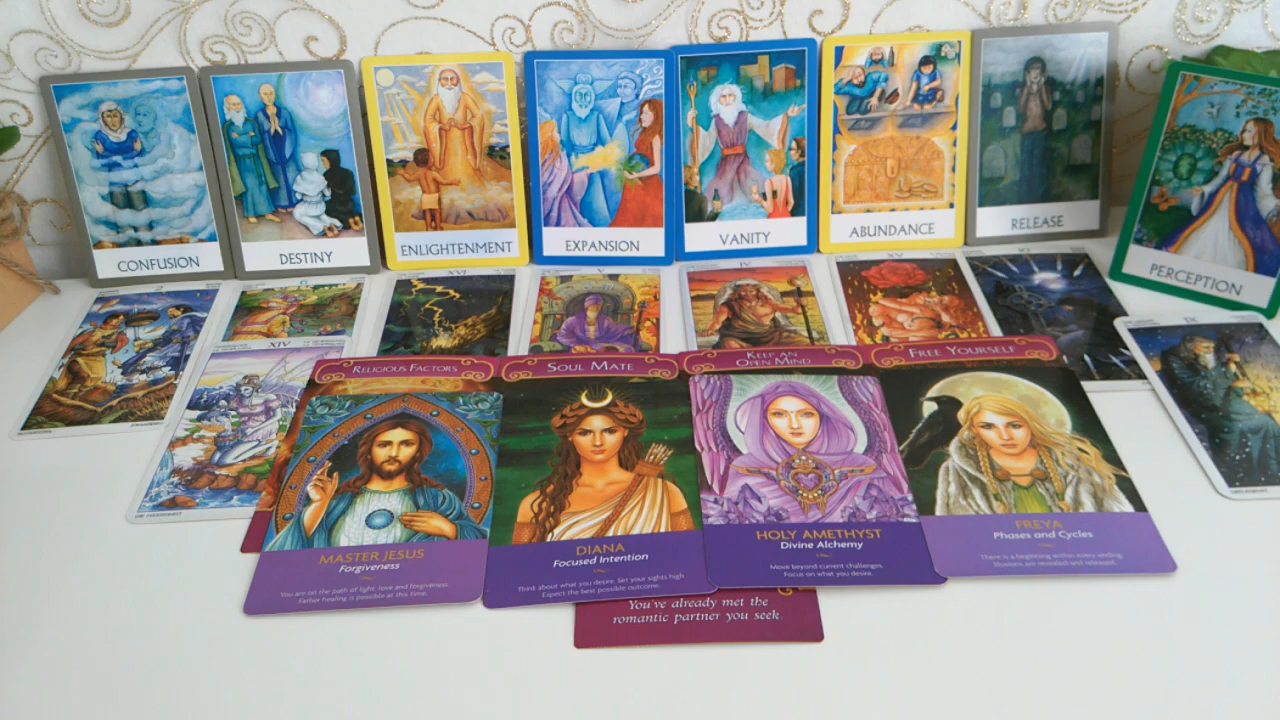 CONFUSION
DESTINY
ENLIGHTENMENT
EXPANSION
VANITY
ABUNDANCE
RELEASE
PERCEPTION
2
6
XVI
V
IV
XV
IX
XIV
RELIGIOUS FACTORS
SOUL MATE
KEEP AN
OPEN MIND
FREE YOURSELF
MASTER JESUS
Forgiveness
You are on the path of light, love and forgiveness
Father healing is possible at this time.
DIANA
Focused Intention
Think about what you desire. Set your sights high
Expect the best possible outcome.
HOLY AMETHYST
Divine Alchemy
Move beyond current challenges.
Focus on what you desire.
FREYA
Phases and Cycles
There is a beginning within every ending.
Illusions are revealed and released.
You've already met the
romantic partner you seek.